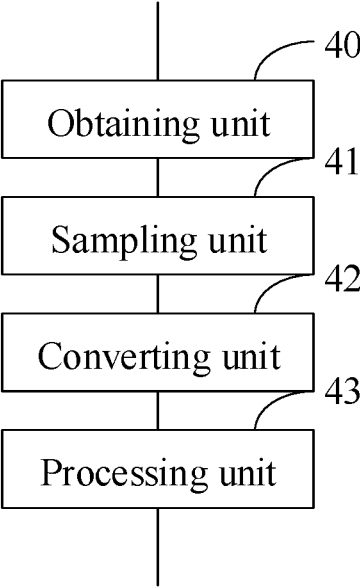 40
Obtaining unit
41
Sampling unit
42
Converting unit
43
Processing unit